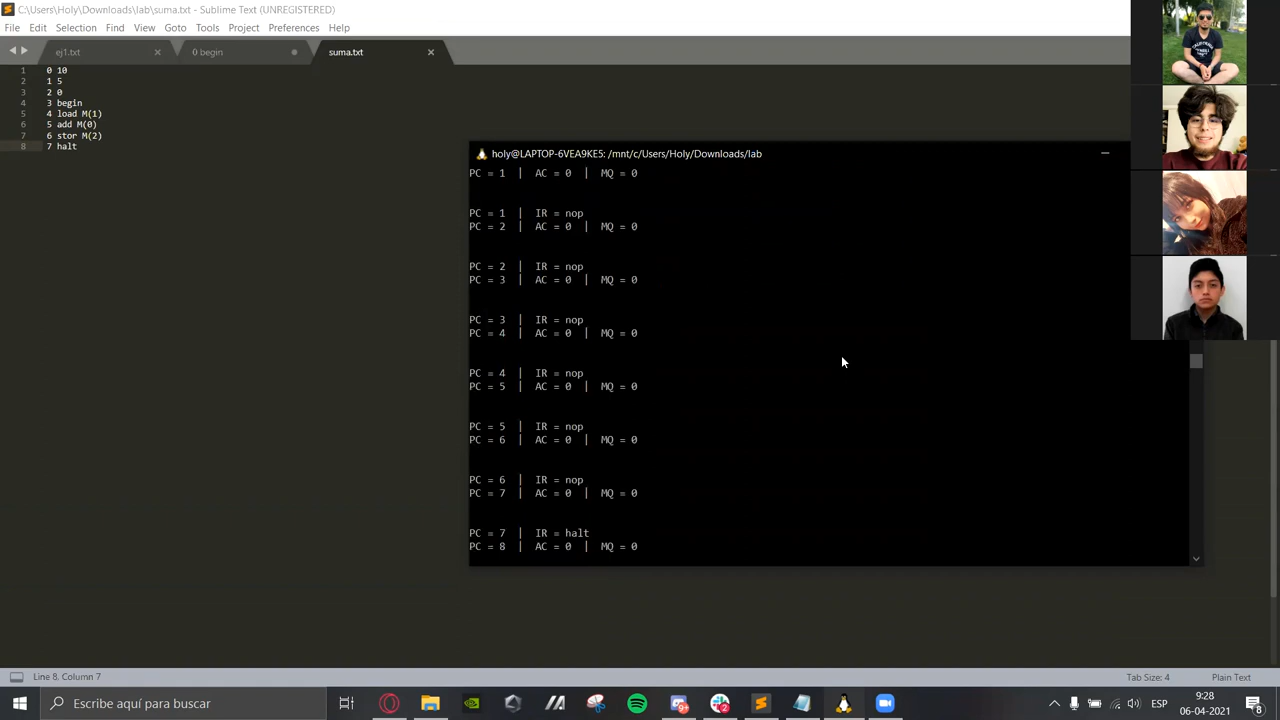 C:\Users\Holy\Downloads\lab\suma.txt - Sublime Text (UNREGISTERED)
File Edit Selection Find View Goto Tools Project Preferences Help
ej1.txt
0 begin
suma.txt
1 0 10
2 1 5
3 2 0
4 3 begin
5 4 load M(1)
6 5 add M(0)
7 6 stor M(2)
8 7 halt
holy@LAPTOP-6VEA9KE5: /mnt/c/Users/Holy/Downloads/lab
PC = 1 | AC = 0 | MQ = 0
PC = 1 | IR = nop
PC = 2 | AC = 0 | MQ = 0
PC = 2 | IR = nop
PC = 3 | AC = 0 | MQ = 0
PC = 3 | IR = nop
PC = 4 | AC = 0 | MQ = 0
PC = 4 | IR = nop
PC = 5 | AC = 0 | MQ = 0
PC = 5 | IR = nop
PC = 6 | AC = 0 | MQ = 0
PC = 6 | IR = nop
PC = 7 | AC = 0 | MQ = 0
PC = 7 | IR = halt
PC = 8 | AC = 0 | MQ = 0
Line 8, Column 7
Tab Size: 4
Plain Text
Escribe aquí para buscar
ESP
9:28
06-04-2021
8